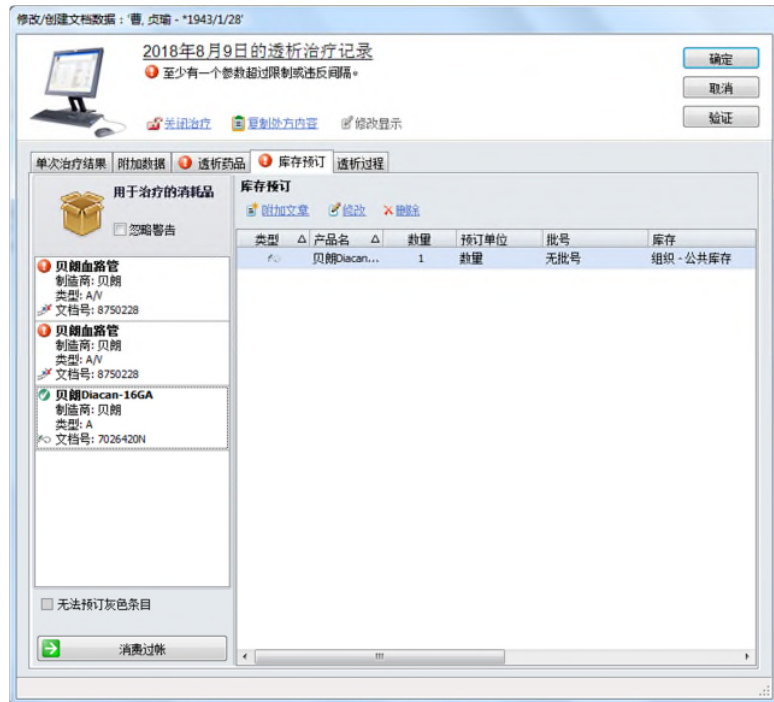 修改/创建文档数据：'曹, 贞瑜 - *1943/1/28'
2018年8月9日的透析治疗记录
至少有一个参数超过限制或违反间隔。
关闭治疗 复制处方内容 修改显示
确定
取消
验证
单次治疗结果 附加数据 透析药品 库存预订 透析过程
用于治疗的消耗品
忽略警告
贝朗血路管
制造商: 贝朗
类型: A/V
文档号: 8750228
贝朗血路管
制造商: 贝朗
类型: A/V
文档号: 8750228
贝朗Diacan-16GA
制造商: 贝朗
类型: A
文档号: 7026420N
无法预订灰色条目
消费过帐
库存预订
附加文章 修改 删除
类型 产品名 数量 预订单位 批号 库存
贝朗Diacan... 1 数量 无批号 组织 - 公共库存